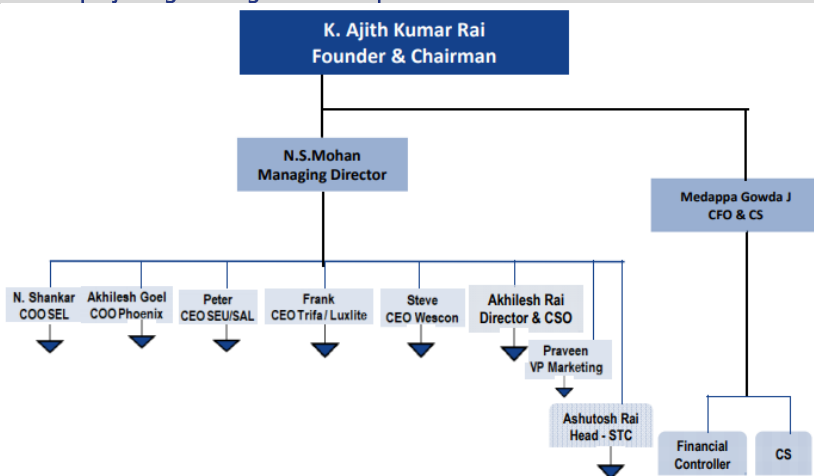 K. Ajith Kumar Rai
Founder & Chairman
N.S.Mohan
Managing Director
Medappa Gowda J
CFO & CS
N. Shankar
COO SEL
Akhilesh Goel
COO Phoenix
Peter
CEO SEU/SAL
Frank
CEO Trifa / Luxlite
Steve
CEO Wescon
Akhilesh Rai
Director & CSO
Praveen
VP Marketing
Ashutosh Rai
Head - STC
Financial
Controller
CS